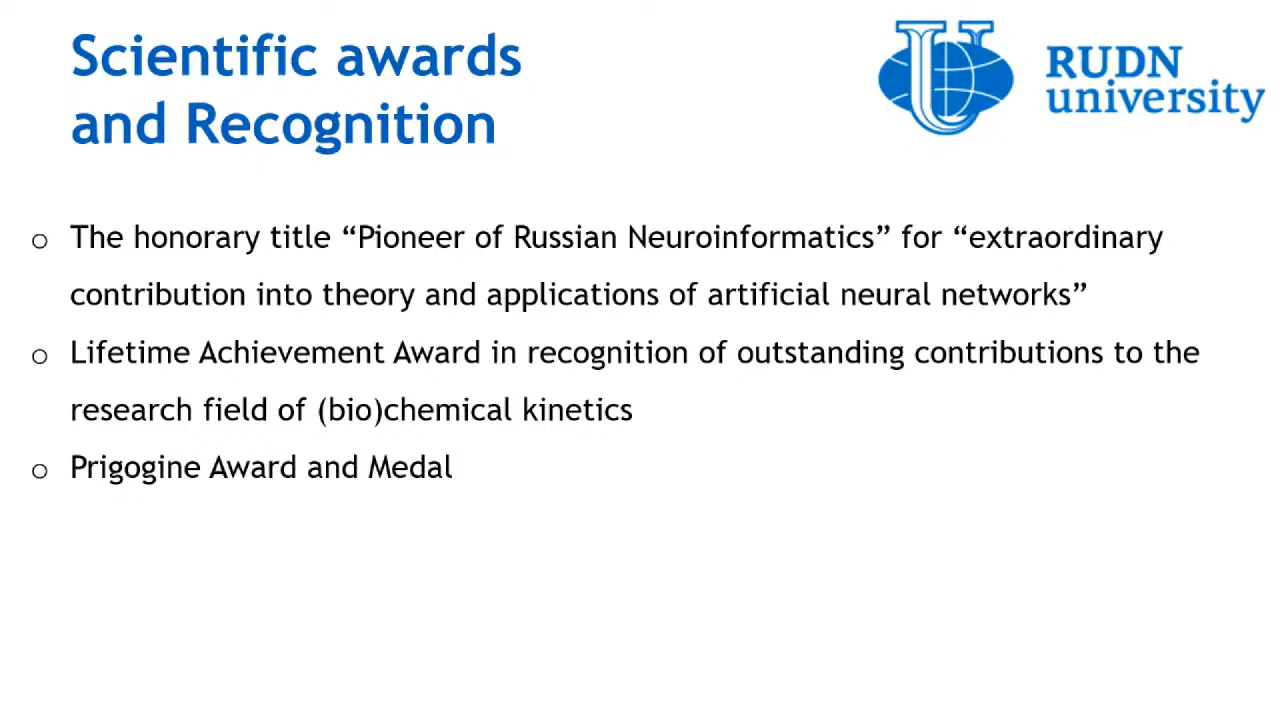 Scientific awards
and Recognition
RUDN
university
o The honorary title “Pioneer of Russian Neuroinformatics” for “extraordinary
contribution into theory and applications of artificial neural networks”
o Lifetime Achievement Award in recognition of outstanding contributions to the
research field of (bio)chemical kinetics
o Prigogine Award and Medal